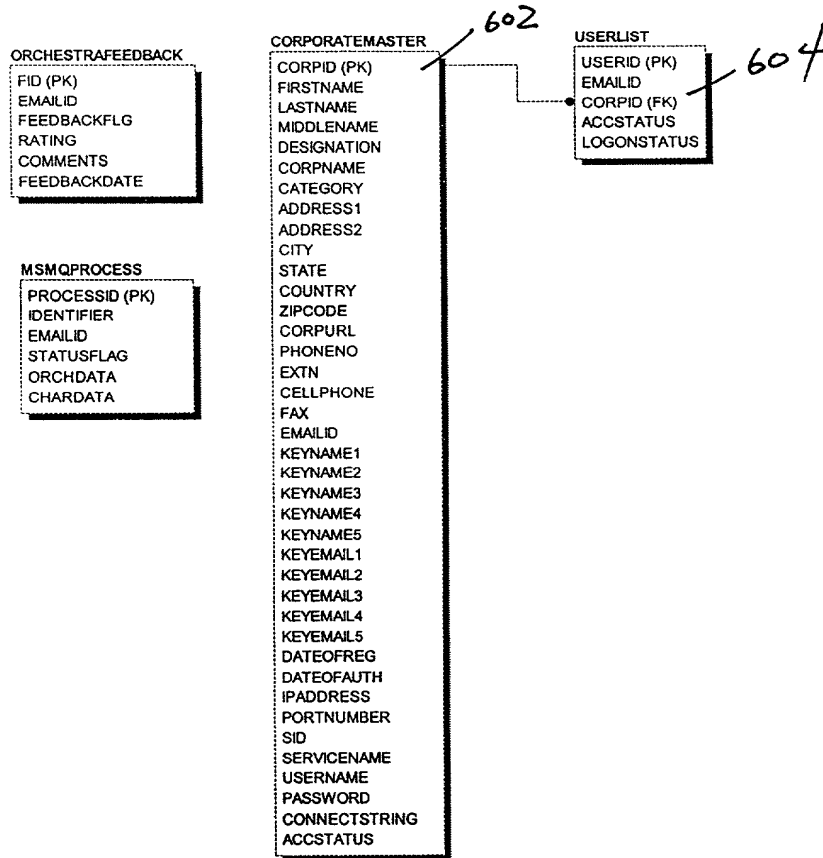 ORCHESTRAFEEDBACK
FID (PK)
EMAILID
FEEDBACKFLG
RATING
COMMENTS
FEEDBACKDATE
MSMQPROCESS
PROCESSID (PK)
IDENTIFIER
EMAILID
STATUSFLAG
ORCHDATA
CHARDATA
CORPORATEMASTER
602
CORPID (PK)
FIRSTNAME
LASTNAME
MIDDLENAME
DESIGNATION
CORPNAME
CATEGORY
ADDRESS1
ADDRESS2
CITY
STATE
COUNTRY
ZIPCODE
CORPURL
PHONENO
EXTN
CELLPHONE
FAX
EMAILID
KEYNAME1
KEYNAME2
KEYNAME3
KEYNAME4
KEYNAME5
KEYEMAIL1
KEYEMAIL2
KEYEMAIL3
KEYEMAIL4
KEYEMAIL5
DATEOFREG
DATEOFAUTH
IPADDRESS
PORTNUMBER
SID
SERVICENAME
USERNAME
PASSWORD
CONNECTSTRING
ACCSTATUS
USERLIST
604
USERID (PK)
EMAILID
CORPID (FK)
ACCSTATUS
LOGONSTATUS